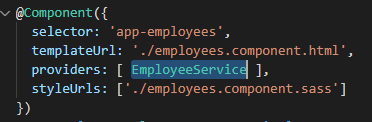 @Component({
  selector: 'app-employees',
  templateUrl: './employees.component.html',
  providers: [ EmployeeService ],
  styleUrls: ['./employees.component.sass']
})